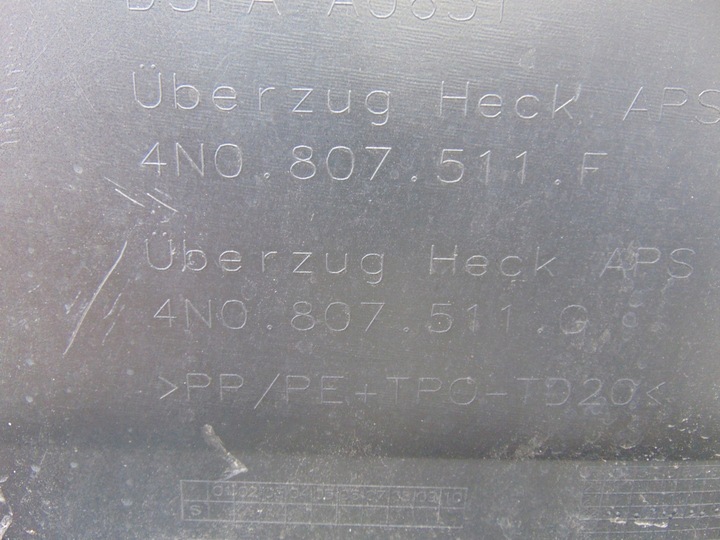 Überzug Heck APS
4N0.807.511.F
Überzug Heck APS
4N0.807.511.G
>PP/PE+TPO-TD20<